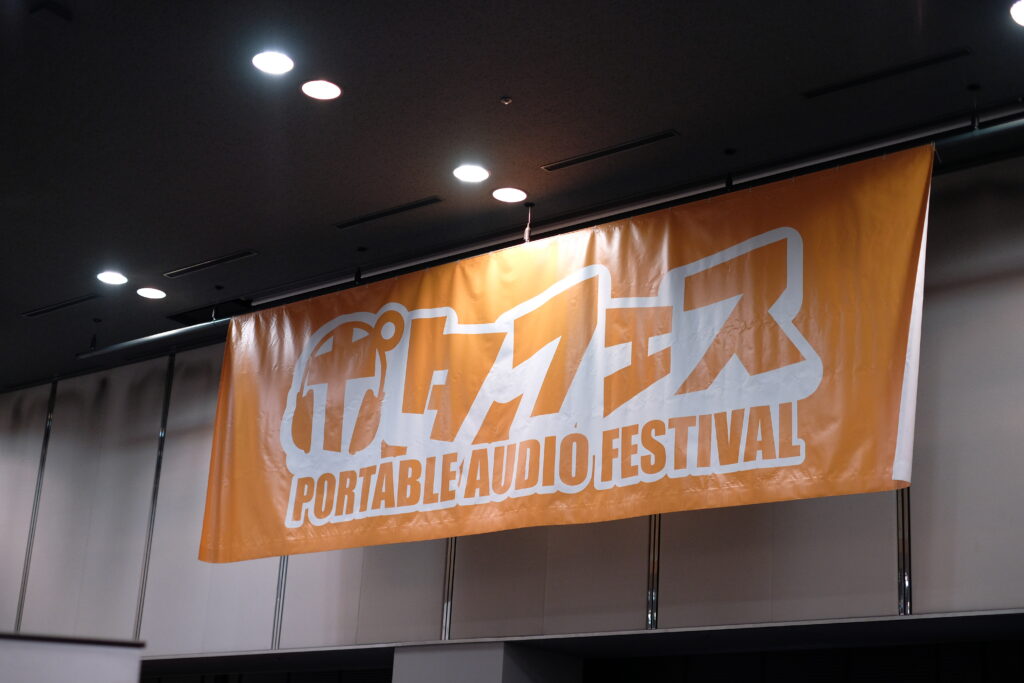 ポタフェス
PORTABLE AUDIO FESTIVAL